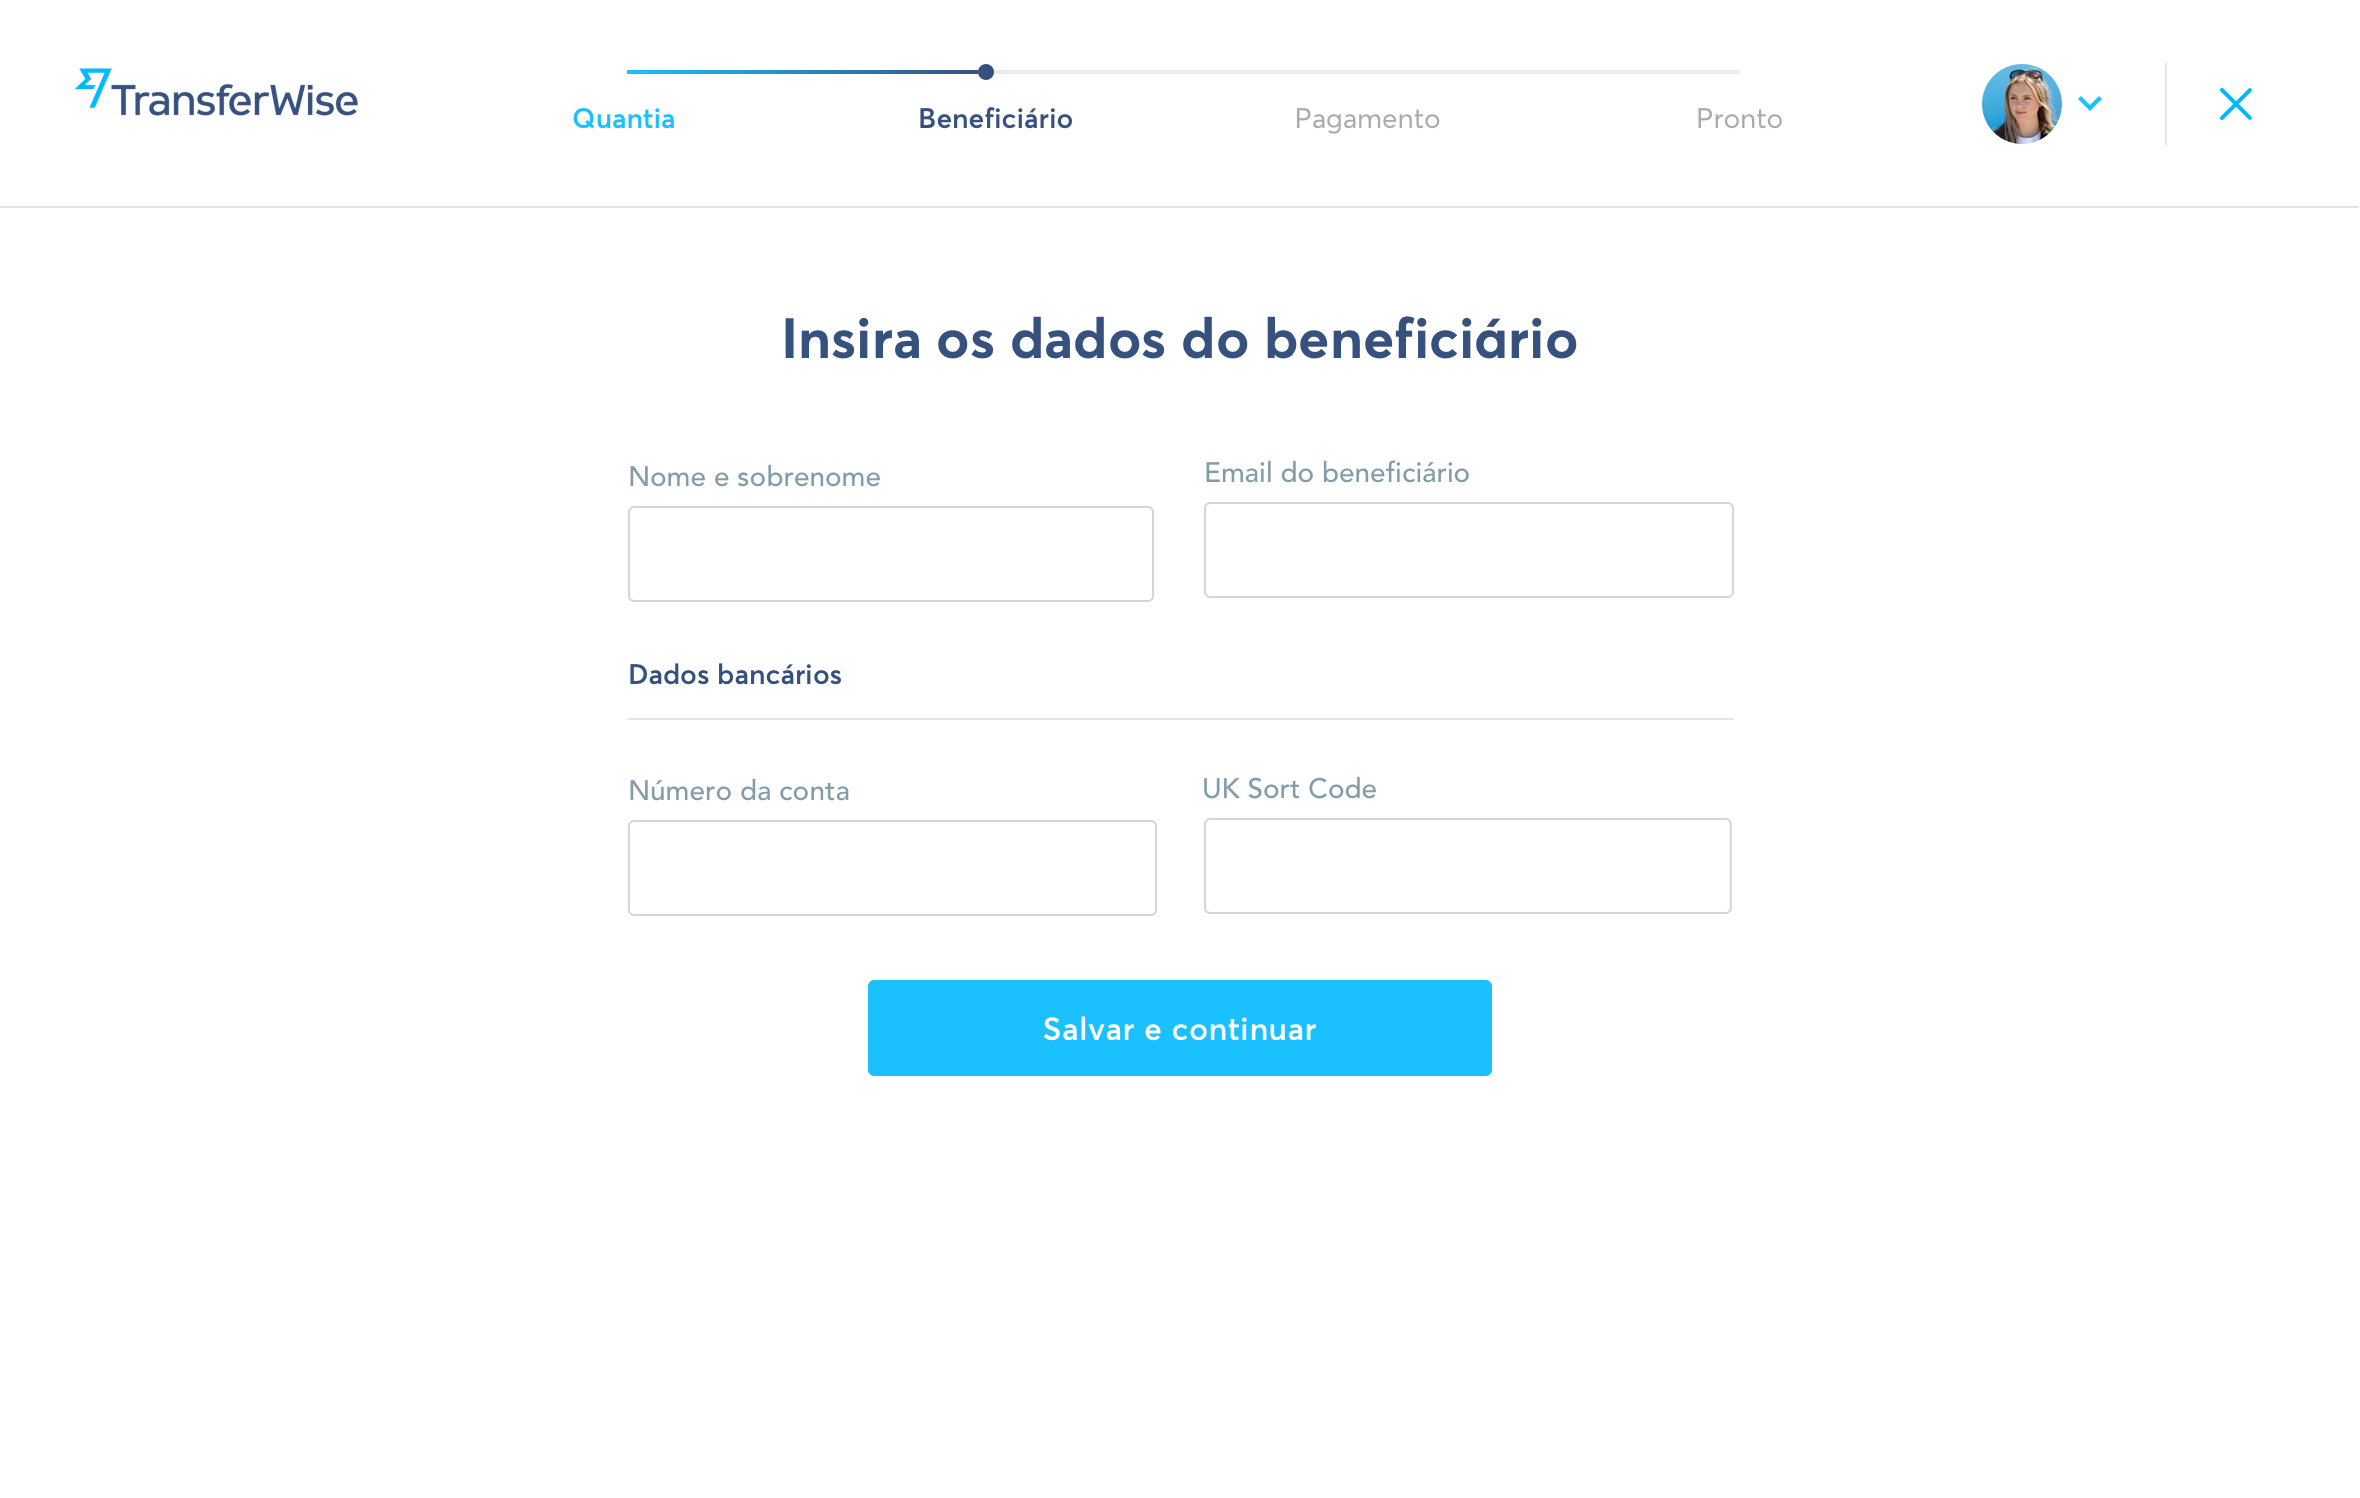 TransferWise
Quantia
Beneficiário
Pagamento
Pronto
Insira os dados do beneficiário
Nome e sobrenome
Email do beneficiário
Dados bancários
Número da conta
UK Sort Code
Salvar e continuar